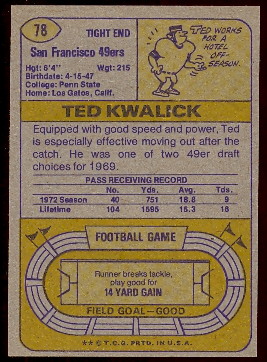 78
TIGHT END
San Francisco 49ers
Hgt: 6'4" Wgt: 215
Birthdate: 4-15-47
College: Penn State
Home: Los Gatos, Calif.
TED WORKS
FOR A
HOTEL
OFF-
SEASON.
TED KWALICK
Equipped with good speed and power, Ted
is especially effective moving out after the
catch. He was one of two 49er draft
choices for 1969.
PASS RECEIVING RECORD
No. Yds. Avg. No.
1972 Season 40 751 18.8 9
Lifetime 104 1595 15.3 18
FOOTBALL GAME
Runner breaks tackle,
play good for
14 YARD GAIN
FIELD GOAL—GOOD
** © T.C.G. PRTD. IN U.S.A.